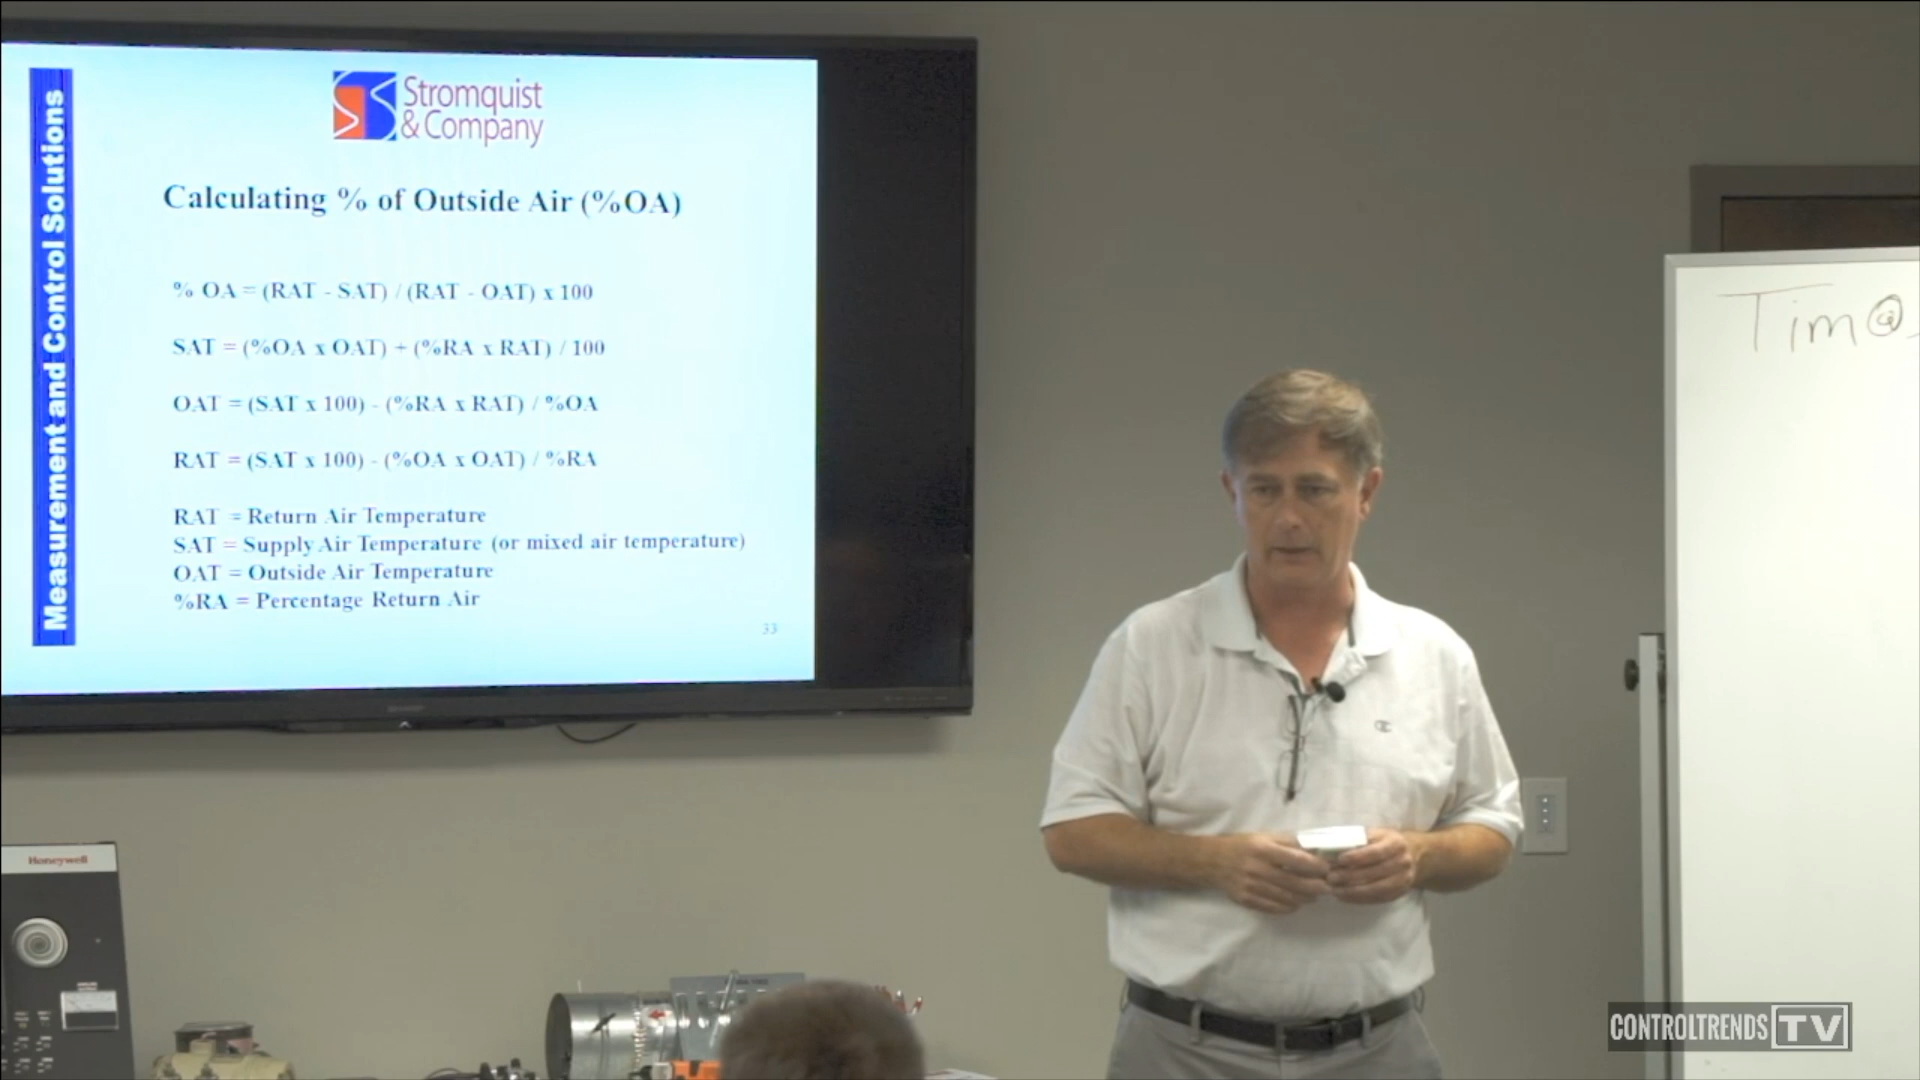 Measurement and Control Solutions
Stromquist
& Company
Calculating % of Outside Air (%OA)
% OA = (RAT - SAT) / (RAT - OAT) x 100
SAT = (%OA x OAT) + (%RA x RAT) / 100
OAT = (SAT x 100) - (%RA x RAT) / %OA
RAT = (SAT x 100) - (%OA x OAT) / %RA
RAT = Return Air Temperature
SAT = Supply Air Temperature (or mixed air temperature)
OAT = Outside Air Temperature
%RA = Percentage Return Air
33
Tim@
Honeywell
CONTROLTRENDS TV